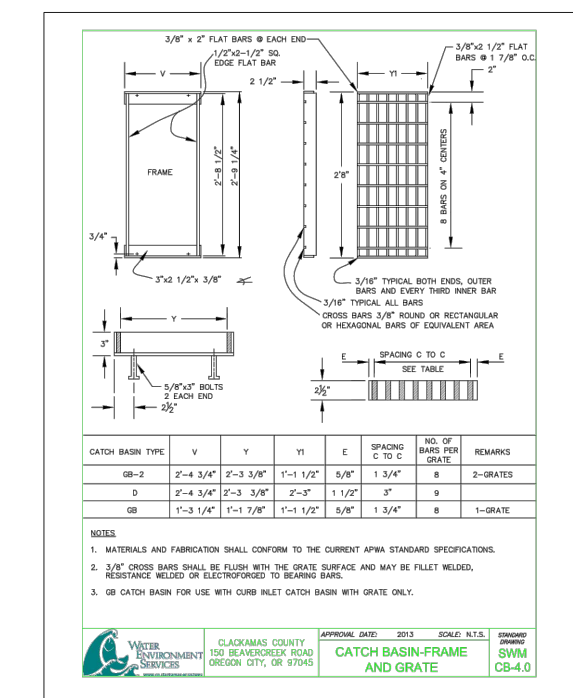 3/8" x 2" FLAT BARS @ EACH END
1/2"x2-1/2" SQ.
EDGE FLAT BAR
3/8"x2 1/2" FLAT
BARS @ 1 7/8" O.C.
V
2 1/2"
Y1
2"
FRAME
2'-8 1/2"
2'-9 1/4"
2'8"
8 BARS ON 4" CENTERS
3/4"
3"x2 1/2"x 3/8"
3/16" TYPICAL BOTH ENDS, OUTER
BARS AND EVERY THIRD INNER BAR
3/16" TYPICAL ALL BARS
CROSS BARS 3/8" ROUND OR RECTANGULAR
OR HEXAGONAL BARS OF EQUIVALENT AREA
Y
3"
5/8"x3" BOLTS
2 EACH END
2½"
E SPACING C TO C E
SEE TABLE
2½"
CATCH BASIN TYPE V Y Y1 E SPACING C TO C NO. OF BARS PER GRATE REMARKS
GB-2 2'-4 3/4" 2'-3 3/8" 1'-1 1/2" 5/8" 1 3/4" 8 2-GRATES
D 2'-4 3/4" 2'-3 3/8" 2'-3" 1 1/2" 3" 9
GB 1'-3 1/4" 1'-1 7/8" 1'-1 1/2" 5/8" 1 3/4" 8 1-GRATE
NOTES
1. MATERIALS AND FABRICATION SHALL CONFORM TO THE CURRENT APWA STANDARD SPECIFICATIONS.
2. 3/8" CROSS BARS SHALL BE FLUSH WITH THE GRATE SURFACE AND MAY BE FILLET WELDED,
RESISTANCE WELDED OR ELECTROFORGED TO BEARING BARS.
3. GB CATCH BASIN FOR USE WITH CURB INLET CATCH BASIN WITH GRATE ONLY.
WATER
ENVIRONMENT
SERVICES
CLACKAMAS COUNTY
150 BEAVERCREEK ROAD
OREGON CITY, OR 97045
APPROVAL DATE: 2013 SCALE: N.T.S.
CATCH BASIN-FRAME
AND GRATE
STANDARD
DRAWING
SWM
CB-4.0